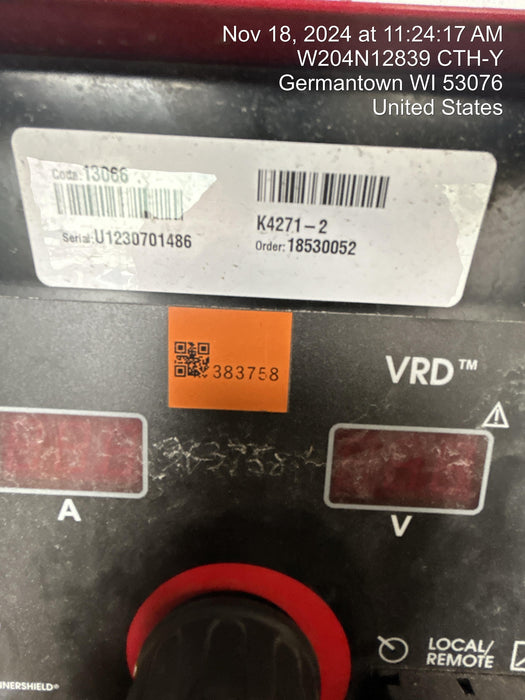 Nov 18, 2024 at 11:24:17 AM
W204N12839 CTH-Y
Germantown WI 53076
United States
Code: 13066
Serial: U1230701486
K4271-2
Order: 18530052
383758
VRD™
A
V
LOCAL/
REMOTE
NNERSHIELD®